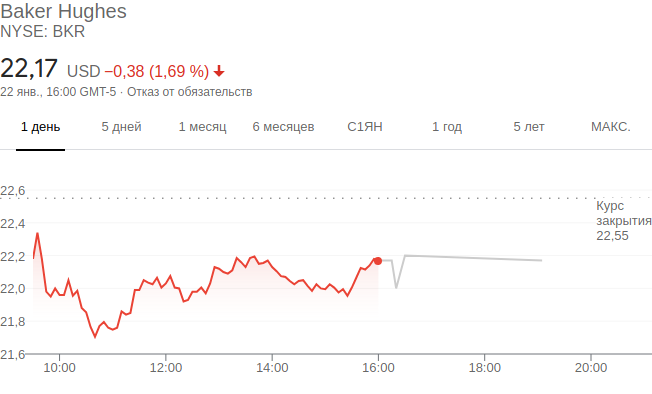 Baker Hughes
NYSE: BKR
22,17 USD −0,38 (1,69 %)
22 янв., 16:00 GMT-5 · Отказ от обязательств
1 день 5 дней 1 месяц 6 месяцев С1ЯН 1 год 5 лет МАКС.
22,6
Курс
закрытия
22,55
22,4
22,2
22,0
21,8
21,6
10:00 12:00 14:00 16:00 18:00 20:00